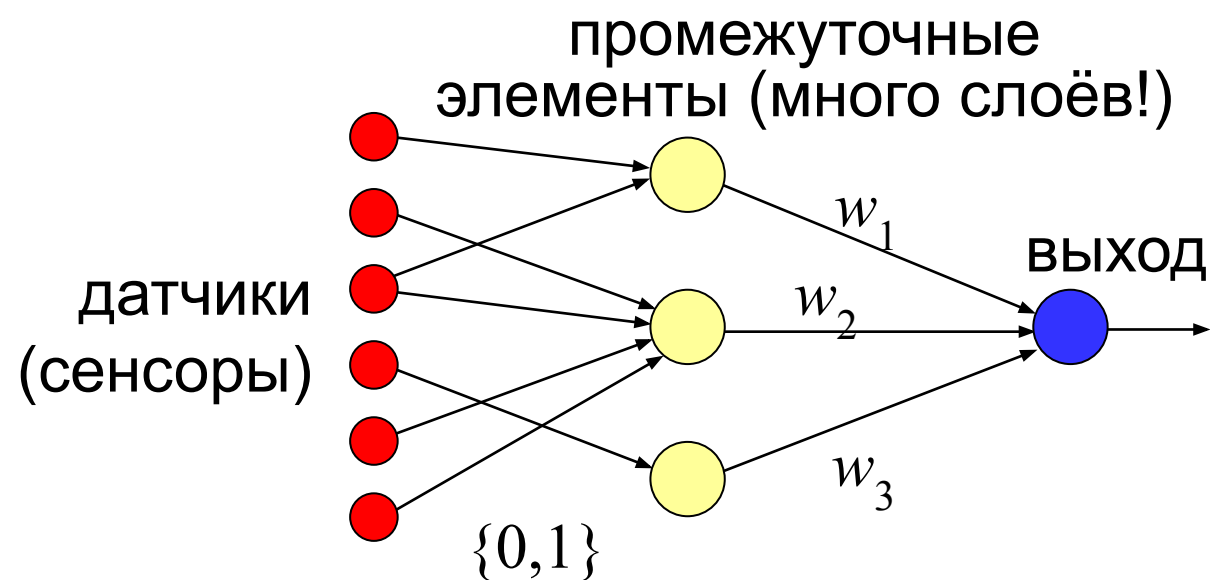 промежуточные
элементы (много слоёв!)
w₁
выход
датчики
(сенсоры)
w₂
w₃
{0,1}